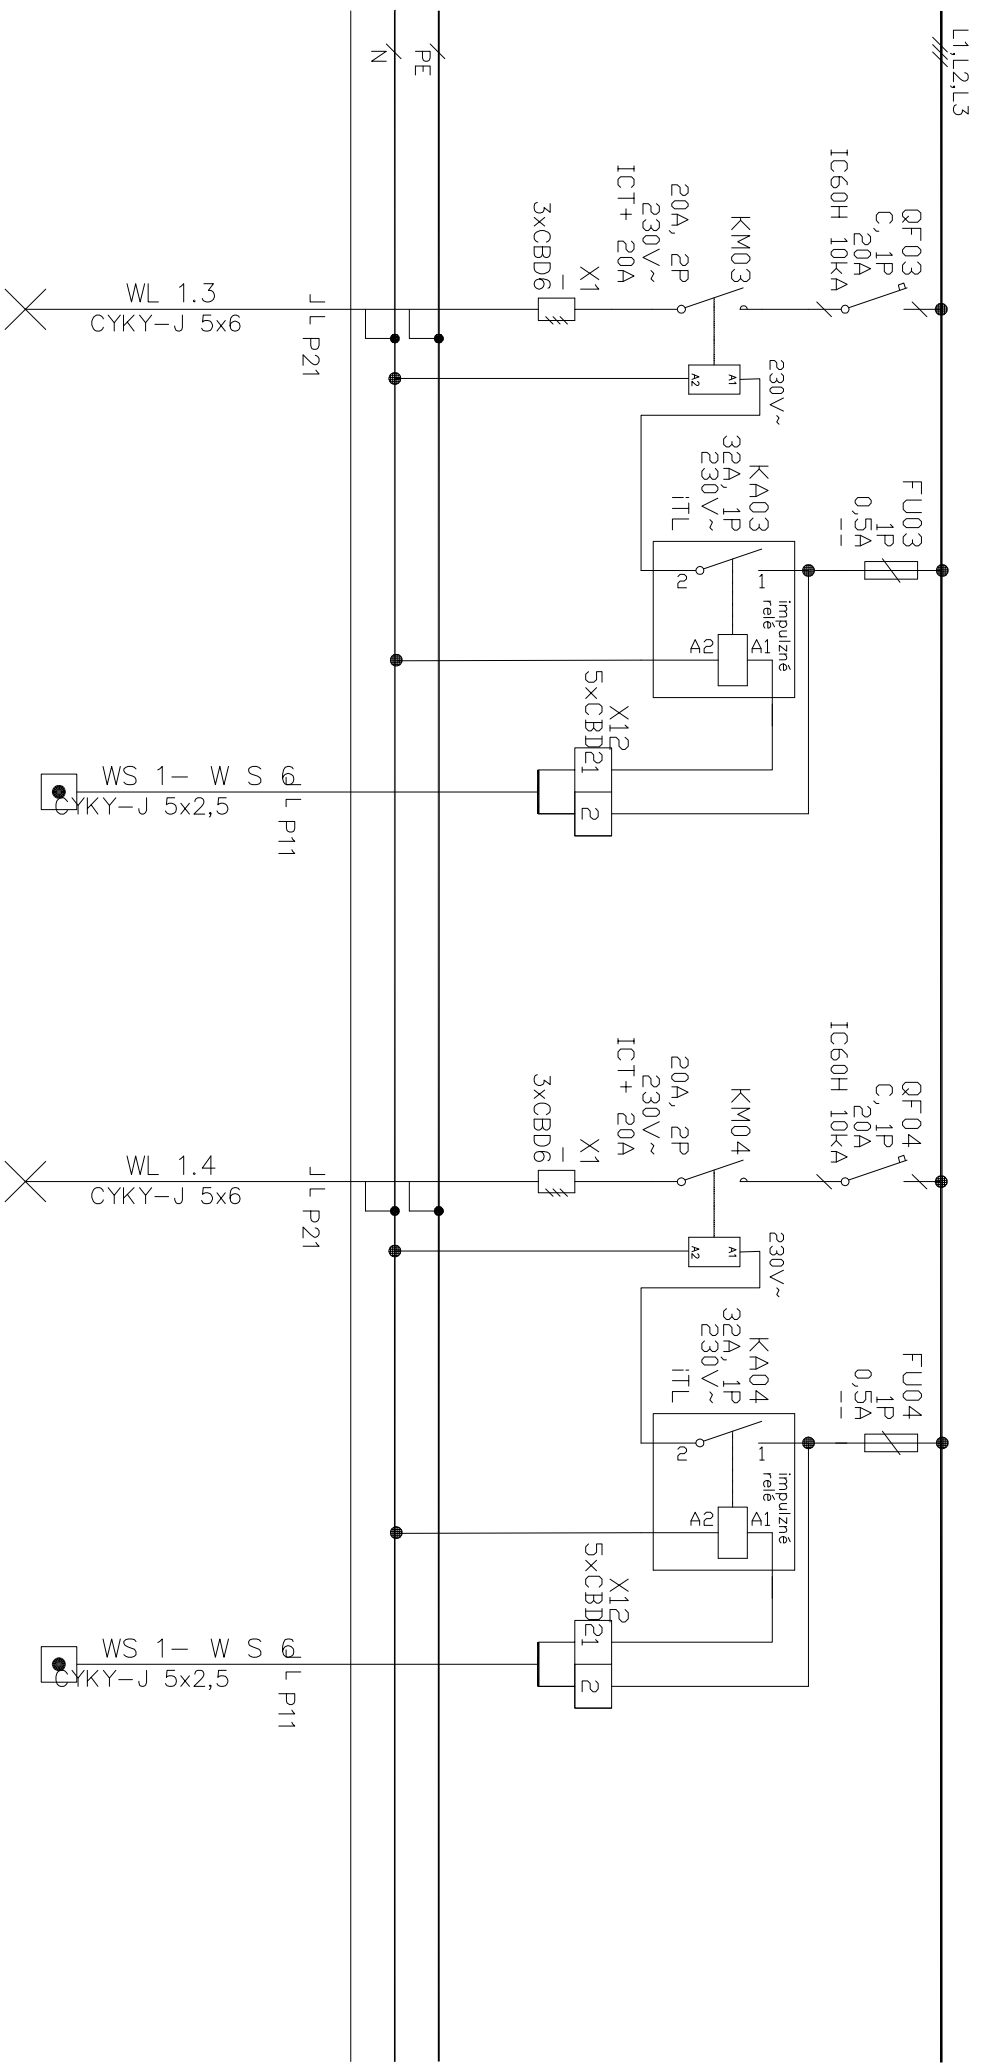 L1,L2,L3
PE
N
QF03
C, 1P
20A
IC60H 10kA
KM03
20A, 2P
230V~
ICT+ 20A
X1
–
3xCBD6
230V~
A1
A2
FU03
1P
0,5A
--
KA03
32A, 1P
230V~
iTL
1
2
impulzné
relé
A1
A2
X12
5xCBD2
1
2
P21
WL 1.3
CYKY-J 5x6
P11
WS 1- W S 6
CYKY-J 5x2,5
QF04
C, 1P
20A
IC60H 10kA
KM04
20A, 2P
230V~
ICT+ 20A
X1
–
3xCBD6
230V~
A1
A2
FU04
1P
0,5A
--
KA04
32A, 1P
230V~
iTL
1
2
impulzné
relé
A1
A2
X12
5xCBD2
1
2
P21
WL 1.4
CYKY-J 5x6
P11
WS 1- W S 6
CYKY-J 5x2,5